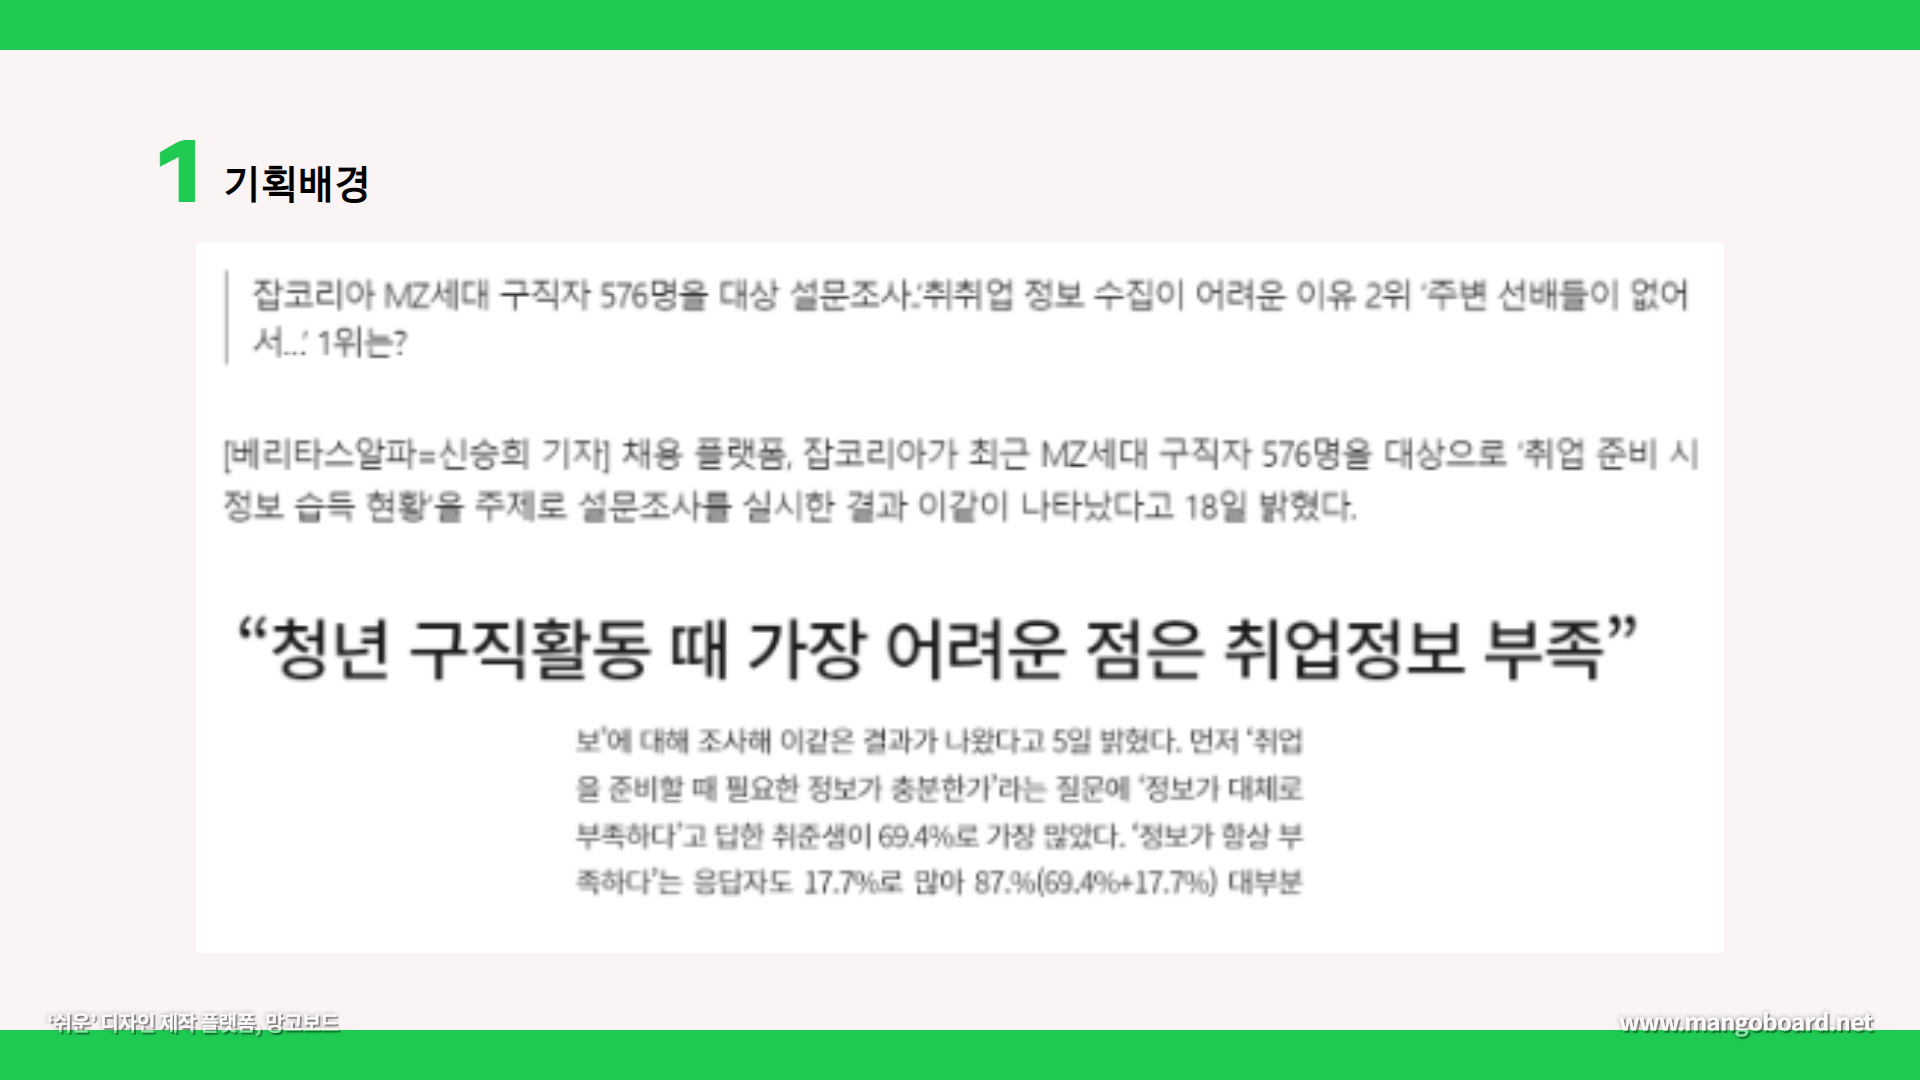 1 기획배경
잡코리아 MZ세대 구직자 576명을 대상 설문조사..‘취취업 정보 수집이 어려운 이유 2위 ‘주변 선배들이 없어
서...’ 1위는?
[베리타스알파=신승희 기자] 채용 플랫폼, 잡코리아가 최근 MZ세대 구직자 576명을 대상으로 ‘취업 준비 시
정보 습득 현황’을 주제로 설문조사를 실시한 결과 이같이 나타났다고 18일 밝혔다.
“청년 구직활동 때 가장 어려운 점은 취업정보 부족”
보’에 대해 조사해 이같은 결과가 나왔다고 5일 밝혔다. 먼저 ‘취업
을 준비할 때 필요한 정보가 충분한가’라는 질문에 ‘정보가 대체로
부족하다’고 답한 취준생이 69.4%로 가장 많았다. ‘정보가 항상 부
족하다’는 응답자도 17.7%로 많아 87.%(69.4%+17.7%) 대부분
‘쉬운’ 디자인 제작 플랫폼, 망고보드
www.mangoboard.net